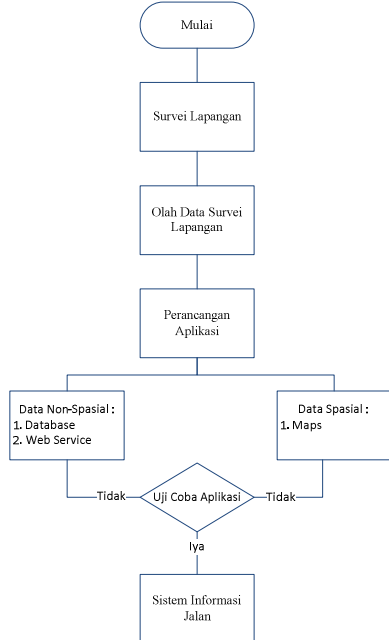 Mulai
Survei Lapangan
Olah Data Survei
Lapangan
Perancangan
Aplikasi
Data Non-Spasial :
1. Database
2. Web Service
Data Spasial :
1. Maps
Tidak
Uji Coba Aplikasi
Tidak
Iya
Sistem Informasi
Jalan